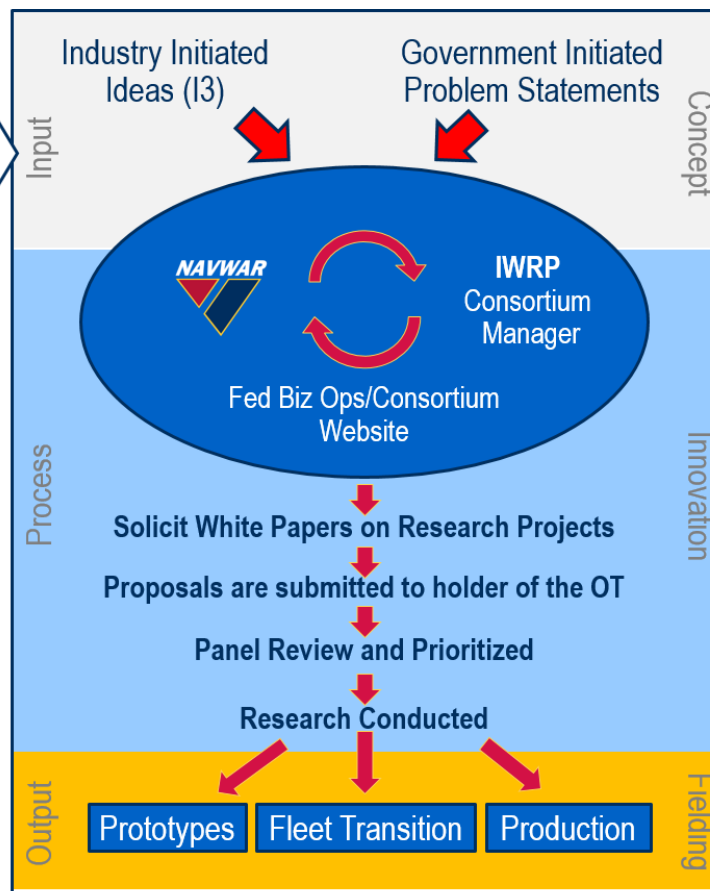 Industry Initiated
Ideas (I3)
Government Initiated
Problem Statements
Input
Concept
NAVWAR
IWRP
Consortium
Manager
Fed Biz Ops/Consortium
Website
Process
Innovation
Solicit White Papers on Research Projects
Proposals are submitted to holder of the OT
Panel Review and Prioritized
Research Conducted
Output
Fielding
Prototypes
Fleet Transition
Production